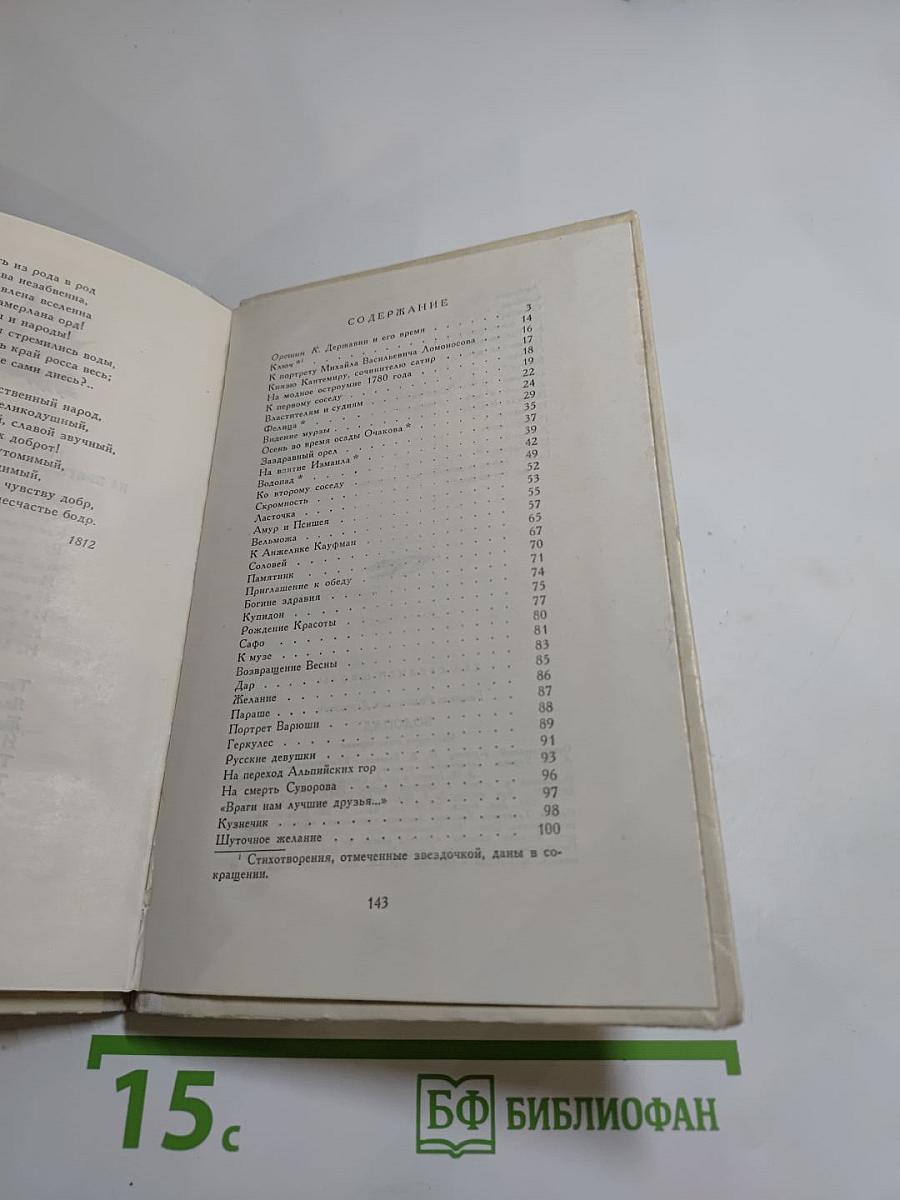 ь из рода в род
ва незабвенна,
влена вселенна
амерлана орд!
и народы!
стремились воды,
ь край росса весь;
е сами днесь?..
ственный народ,
еликодушный,
й, славой звучный,
х доброт!
утомимый,
димый,
чувству добр,
несчастье бодр.
1812
СОДЕРЖАНИЕ
Орешин К. Державин и его время . . . . . . 3
Ключ *¹ . . . . . . 14
К портрету Михайла Васильевича Ломоносова . . 16
Князю Кантемиру, сочинителю сатир . . . . 17
На модное остроумие 1780 года . . . . . . 18
К первому соседу . . . . . . 19
Властителям и судиям . . . . . . 22
Фелица * . . . . . . 24
Видение мурзы . . . . . . 29
Осень во время осады Очакова * . . . . . . 35
Заздравный орел . . . . . . 37
На взятие Измаила * . . . . . . 39
Водопад * . . . . . . 42
Ко второму соседу . . . . . . 49
Скромность . . . . . . 52
Ласточка . . . . . . 53
Амур и Психея . . . . . . 55
Вельможа . . . . . . 57
К Анжелике Кауфман . . . . . . 65
Соловей . . . . . . 67
Памятник . . . . . . 70
Приглашение к обеду . . . . . . 71
Богине здравия . . . . . . 74
Купидон . . . . . . 75
Рождение Красоты . . . . . . 77
Сафо . . . . . . 80
К музе . . . . . . 81
Возвращение Весны . . . . . . 83
Дар . . . . . . 85
Желание . . . . . . 86
Параше . . . . . . 87
Портрет Варюши . . . . . . 88
Геркулес . . . . . . 89
Русские девушки . . . . . . 91
На переход Альпийских гор . . . . . . 93
На смерть Суворова . . . . . . 96
«Враги нам лучшие друзья...» . . . . . . 97
Кузнечик . . . . . . 98
Шуточное желание . . . . . . 100
¹ Стихотворения, отмеченные звездочкой, даны в со-
кращении.
143
15 с
БФ БИБЛИОФАН